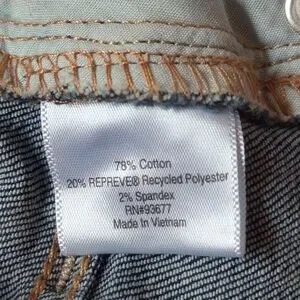 78% Cotton
20% REPREVE® Recycled Polyester
2% Spandex
RN#93677
Made In Vietnam